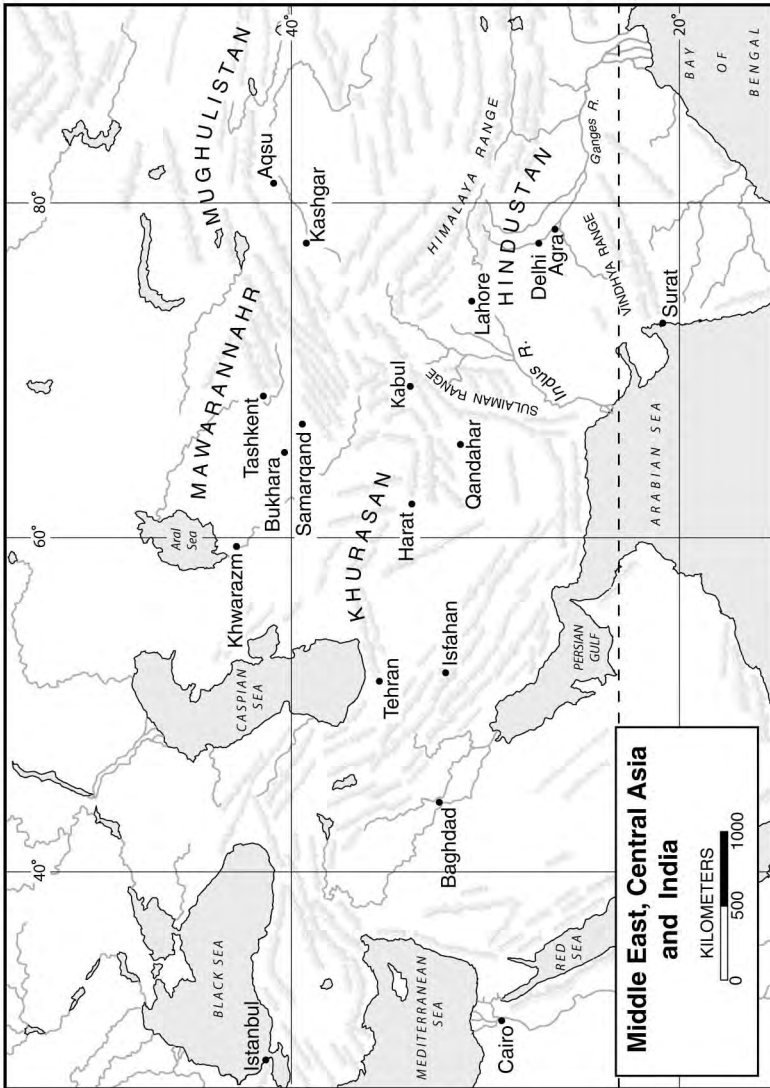 40°
60°
80°
40°
20°
BLACK SEA
Istanbul
MEDITERRANEAN
SEA
Cairo
RED
SEA
CASPIAN
SEA
Aral
Sea
Khwarazm
MAWARANNAHR
Tashkent
Bukhara
Samarqand
MUGHULISTAN
Aqsu
Kashgar
KHURASAN
Tehran
Isfahan
Baghdad
Harat
Kabul
Qandahar
SULAIMAN RANGE
Indus R.
Lahore
HIMALAYA RANGE
HINDUSTAN
Delhi
Agra
Ganges R.
VINDHYA RANGE
Surat
PERSIAN
GULF
ARABIAN SEA
BAY
OF
BENGAL
Middle East, Central Asia
and India
KILOMETERS
0 500 1000